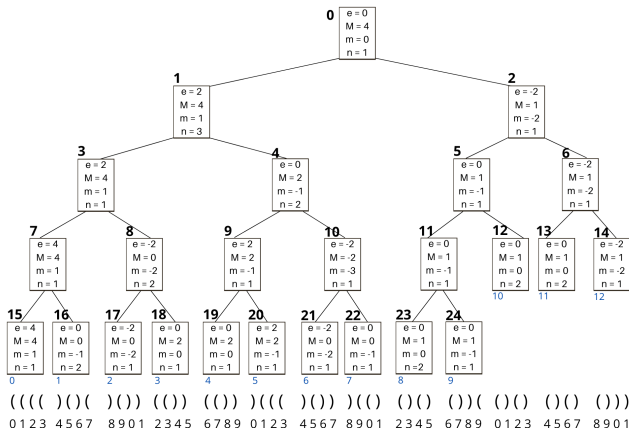 0
e = 0
M = 4
m = 0
n = 1
1
e = 2
M = 4
m = 1
n = 3
2
e = -2
M = 1
m = -2
n = 1
3
e = 2
M = 4
m = 1
n = 1
4
e = 0
M = 2
m = -1
n = 2
5
e = 0
M = 1
m = -1
n = 1
6
e = -2
M = 1
m = -2
n = 1
7
e = 4
M = 4
m = 1
n = 1
8
e = -2
M = 0
m = -2
n = 2
9
e = 2
M = 2
m = -1
n = 1
10
e = -2
m = -3
n = 1
11
e = 0
M = 1
m = -1
n = 1
12
e = 0
M = 1
m = 0
n = 2
10
13
e = 0
M = 1
m = 0
n = 2
11
14
e = -2
M = 1
m = -2
n = 1
12
15
e = 4
M = 4
m = 1
n = 1
0
16
e = 0
M = 0
m = -1
n = 2
1
17
e = -2
M = 0
m = -2
n = 1
2
18
e = 0
M = 2
m = 0
n = 1
3
19
e = 0
M = 2
m = 0
n = 1
4
20
e = 2
M = 2
m = -1
n = 1
5
21
e = -2
M = 0
m = -2
n = 1
6
22
e = 0
M = 0
m = -1
n = 1
7
23
e = 0
M = 1
m = 0
n =2
8
24
e = 0
M = 1
m = -1
n = 1
9
( ( ( ( ) ( ) ( ) ( ) ) ( ( ) ) ( ( ) ) ) ( ( ( ) ( ) ) ) ( ) ( ( ) ( ) ( ) ) ( ( ) ( ) ( ) ( ) ( ) ) )
0 1 2 3 4 5 6 7 8 9 0 1 2 3 4 5 6 7 8 9 0 1 2 3 4 5 6 7 8 9 0 1 2 3 4 5 6 7 8 9 0 1 2 3 4 5 6 7 8 9 0 1